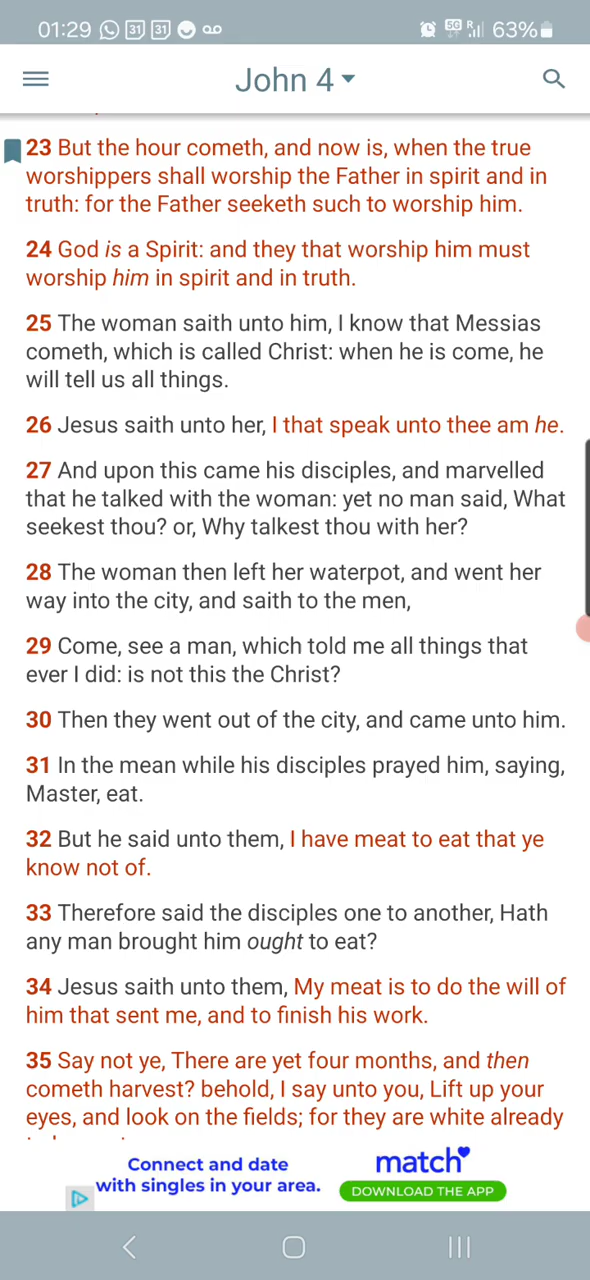 01:29 31 31 5G R 63%
John 4
23 But the hour cometh, and now is, when the true
worshippers shall worship the Father in spirit and in
truth: for the Father seeketh such to worship him.
24 God is a Spirit: and they that worship him must
worship him in spirit and in truth.
25 The woman saith unto him, I know that Messias
cometh, which is called Christ: when he is come, he
will tell us all things.
26 Jesus saith unto her, I that speak unto thee am he.
27 And upon this came his disciples, and marvelled
that he talked with the woman: yet no man said, What
seekest thou? or, Why talkest thou with her?
28 The woman then left her waterpot, and went her
way into the city, and saith to the men,
29 Come, see a man, which told me all things that
ever I did: is not this the Christ?
30 Then they went out of the city, and came unto him.
31 In the mean while his disciples prayed him, saying,
Master, eat.
32 But he said unto them, I have meat to eat that ye
know not of.
33 Therefore said the disciples one to another, Hath
any man brought him ought to eat?
34 Jesus saith unto them, My meat is to do the will of
him that sent me, and to finish his work.
35 Say not ye, There are yet four months, and then
cometh harvest? behold, I say unto you, Lift up your
eyes, and look on the fields; for they are white already
Connect and date
with singles in your area.
match
DOWNLOAD THE APP